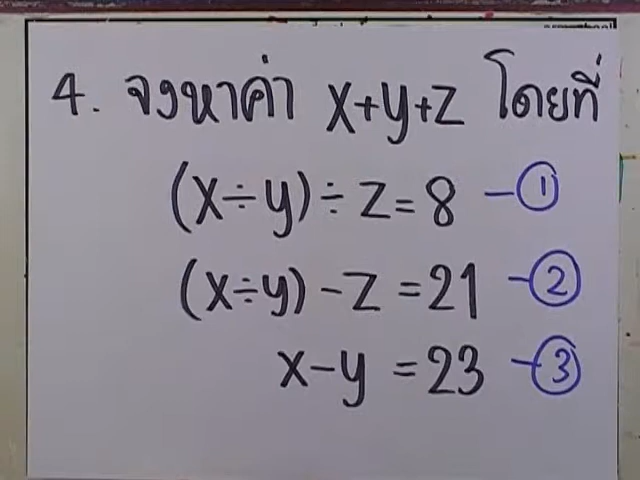 4. จงหาค่า x+y+z โดยที่
(x÷y)÷z=8 —①
(x÷y)-z=21 —②
x-y=23 —③